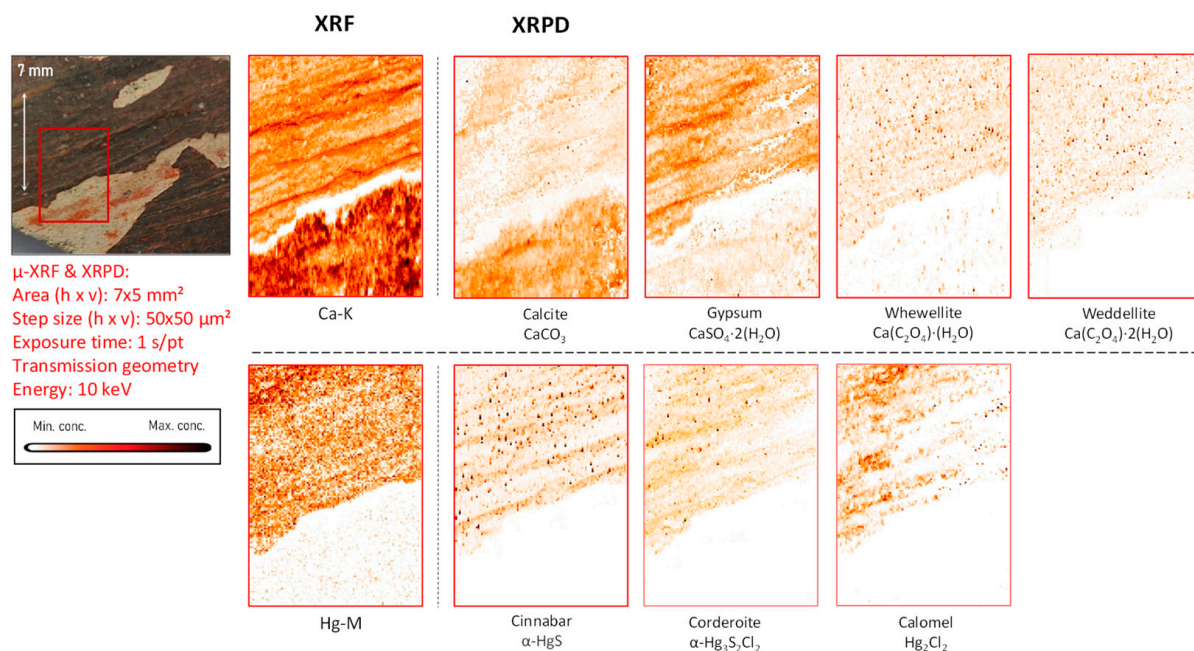 XRF
XRPD
7 mm
μ-XRF & XRPD:
Area (h x v): 7x5 mm²
Step size (h x v): 50x50 μm²
Exposure time: 1 s/pt
Transmission geometry
Energy: 10 keV
Min. conc.
Max. conc.
Ca-K
Calcite
CaCO₃
Gypsum
CaSO₄·2(H₂O)
Whewellite
Ca(C₂O₄)·(H₂O)
Weddellite
Ca(C₂O₄)·2(H₂O)
Hg-M
Cinnabar
α-HgS
Corderoite
α-Hg₃S₂Cl₂
Calomel
Hg₂Cl₂